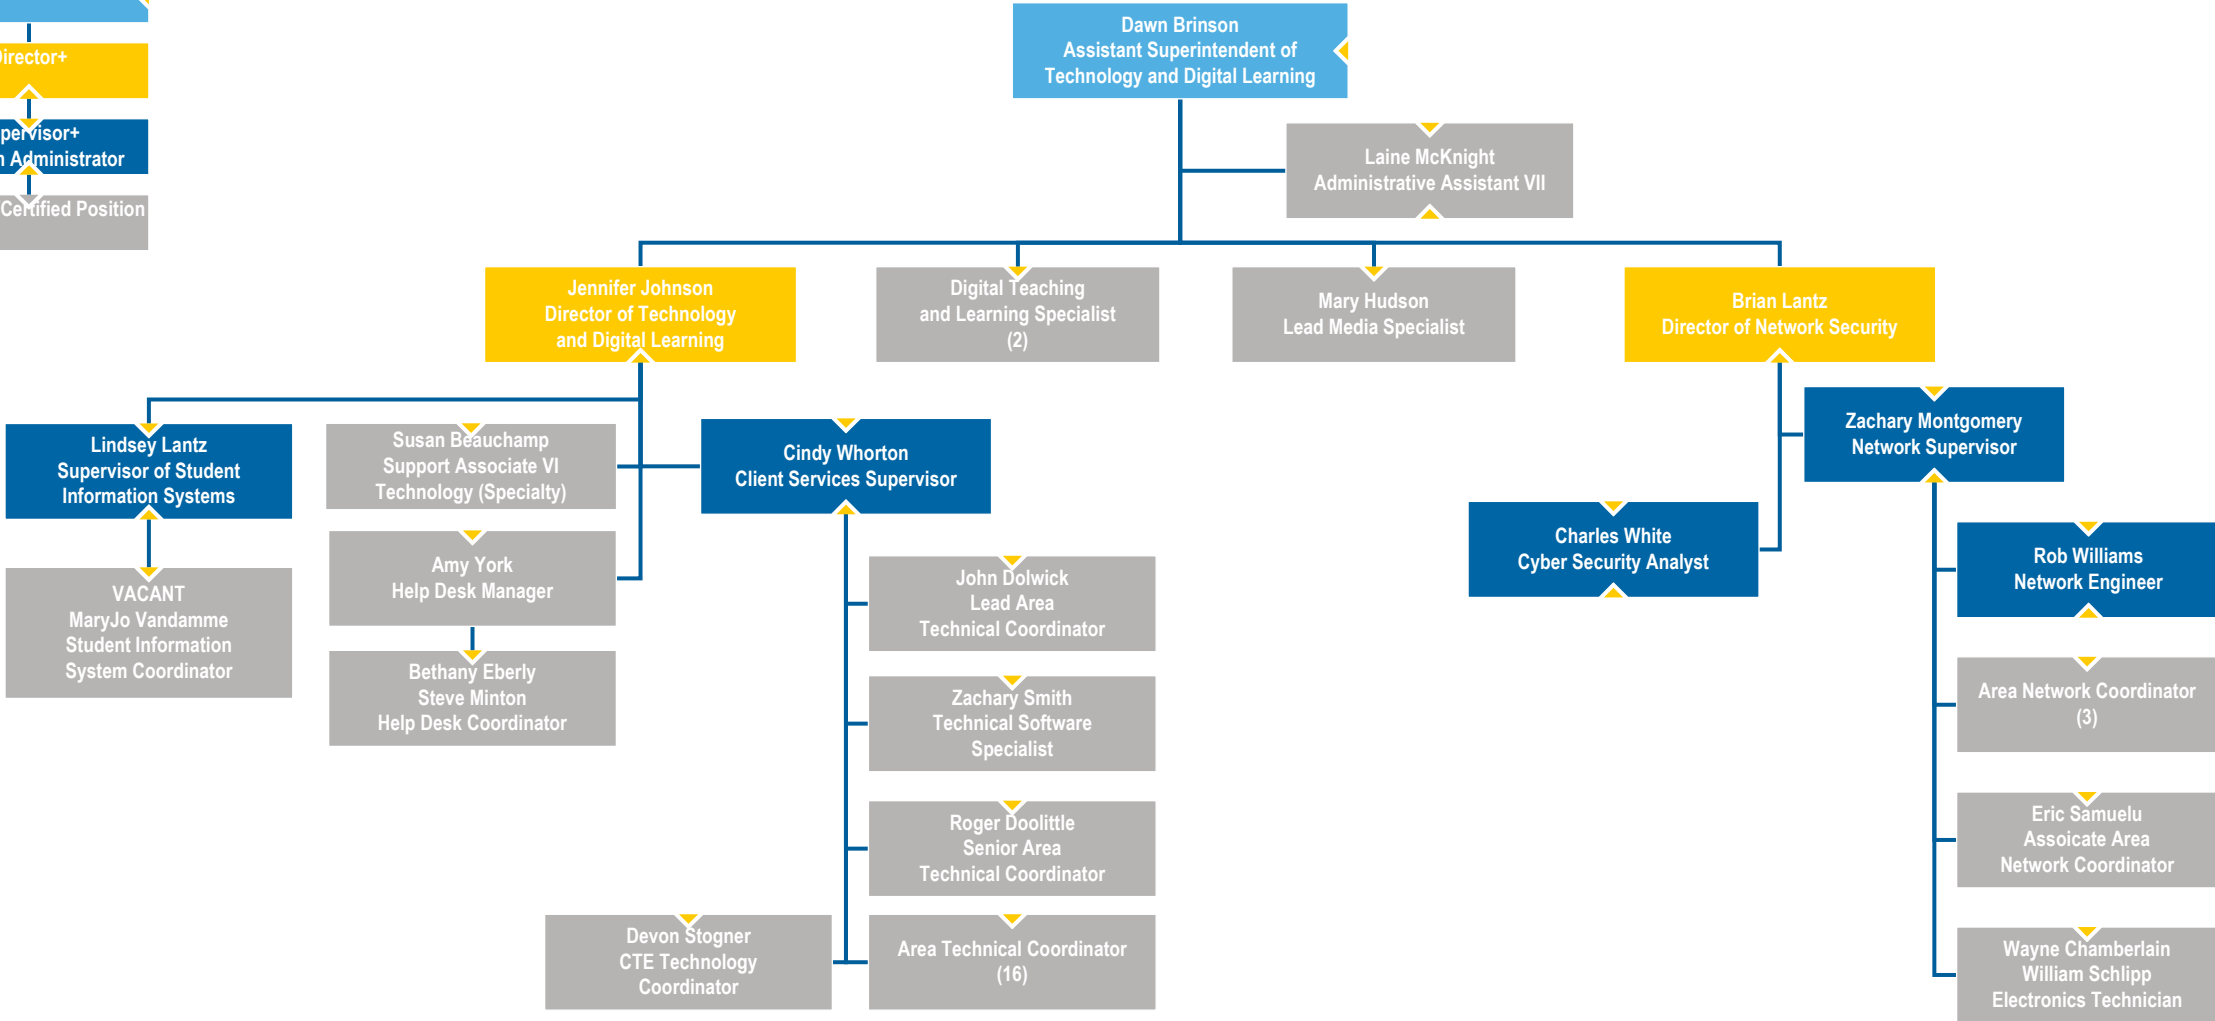 Dawn Brinson
Assistant Superintendent of
Technology and Digital Learning
Laine McKnight
Administrative Assistant VII
Administrator
Certified Position
Jennifer Johnson
Director of Technology
and Digital Learning
Digital Teaching
and Learning Specialist
(2)
Mary Hudson
Lead Media Specialist
Brian Lantz
Director of Network Security
Lindsey Lantz
Supervisor of Student
Information Systems
Susan Beauchamp
Support Associate VI
Technology (Specialty)
Cindy Whorton
Client Services Supervisor
Zachary Montgomery
Network Supervisor
Charles White
Cyber Security Analyst
Rob Williams
Network Engineer
VACANT
MaryJo Vandamme
Student Information
System Coordinator
Amy York
Help Desk Manager
Bethany Eberly
Steve Minton
Help Desk Coordinator
John Dolwick
Lead Area
Technical Coordinator
Zachary Smith
Technical Software
Specialist
Roger Doolittle
Senior Area
Technical Coordinator
Devon Stogner
CTE Technology
Coordinator
Area Technical Coordinator
(16)
Area Network Coordinator
(3)
Eric Samuelu
Assoicate Area
Network Coordinator
Wayne Chamberlain
William Schlipp
Electronics Technician